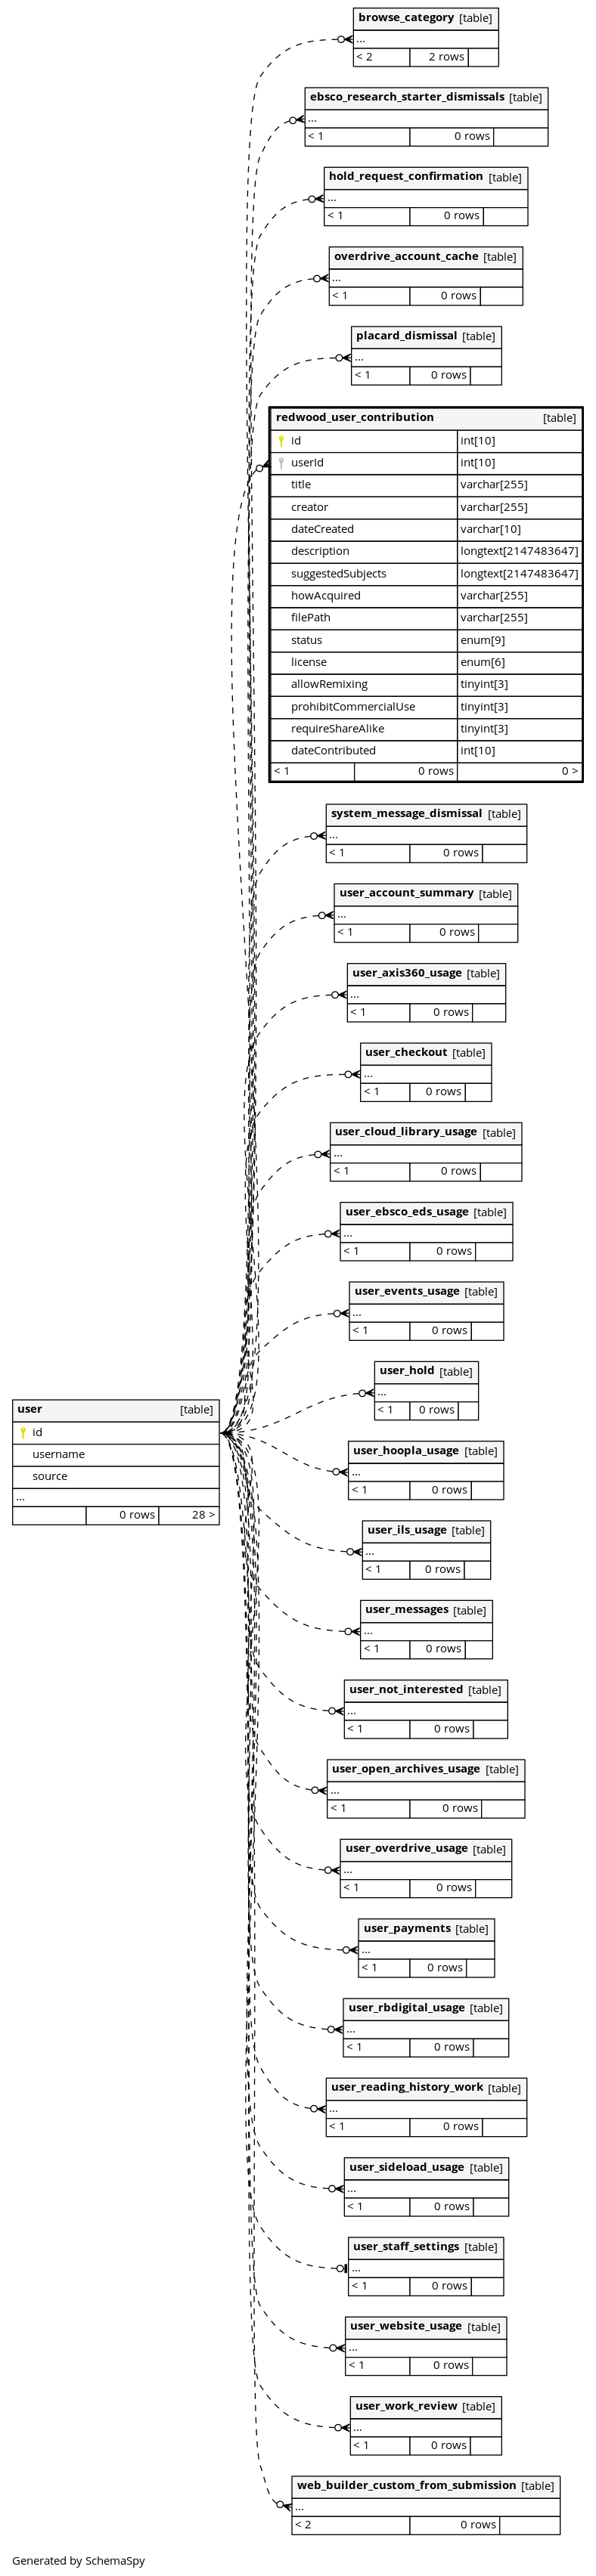 browse_category [table]
...
< 2 2 rows
ebsco_research_starter_dismissals [table]
...
< 1 0 rows
hold_request_confirmation [table]
...
< 1 0 rows
overdrive_account_cache [table]
...
< 1 0 rows
placard_dismissal [table]
...
< 1 0 rows
redwood_user_contribution [table]
id int[10]
userId int[10]
title varchar[255]
creator varchar[255]
dateCreated varchar[10]
description longtext[2147483647]
suggestedSubjects longtext[2147483647]
howAcquired varchar[255]
filePath varchar[255]
status enum[9]
license enum[6]
allowRemixing tinyint[3]
prohibitCommercialUse tinyint[3]
requireShareAlike tinyint[3]
dateContributed int[10]
< 1 0 rows 0 >
system_message_dismissal [table]
...
< 1 0 rows
user_account_summary [table]
...
< 1 0 rows
user_axis360_usage [table]
...
< 1 0 rows
user_checkout [table]
...
< 1 0 rows
user_cloud_library_usage [table]
...
< 1 0 rows
user_ebsco_eds_usage [table]
...
< 1 0 rows
user_events_usage [table]
...
< 1 0 rows
user_hold [table]
...
< 1 0 rows
user [table]
id
username
source
...
0 rows 28 >
user_hoopla_usage [table]
...
< 1 0 rows
user_ils_usage [table]
...
< 1 0 rows
user_messages [table]
...
< 1 0 rows
user_not_interested [table]
...
< 1 0 rows
user_open_archives_usage [table]
...
< 1 0 rows
user_overdrive_usage [table]
...
< 1 0 rows
user_payments [table]
...
< 1 0 rows
user_rbdigital_usage [table]
...
< 1 0 rows
user_reading_history_work [table]
...
< 1 0 rows
user_sideload_usage [table]
...
< 1 0 rows
user_staff_settings [table]
...
< 1 0 rows
user_website_usage [table]
...
< 1 0 rows
user_work_review [table]
...
< 1 0 rows
web_builder_custom_from_submission [table]
...
< 2 0 rows
Generated by SchemaSpy